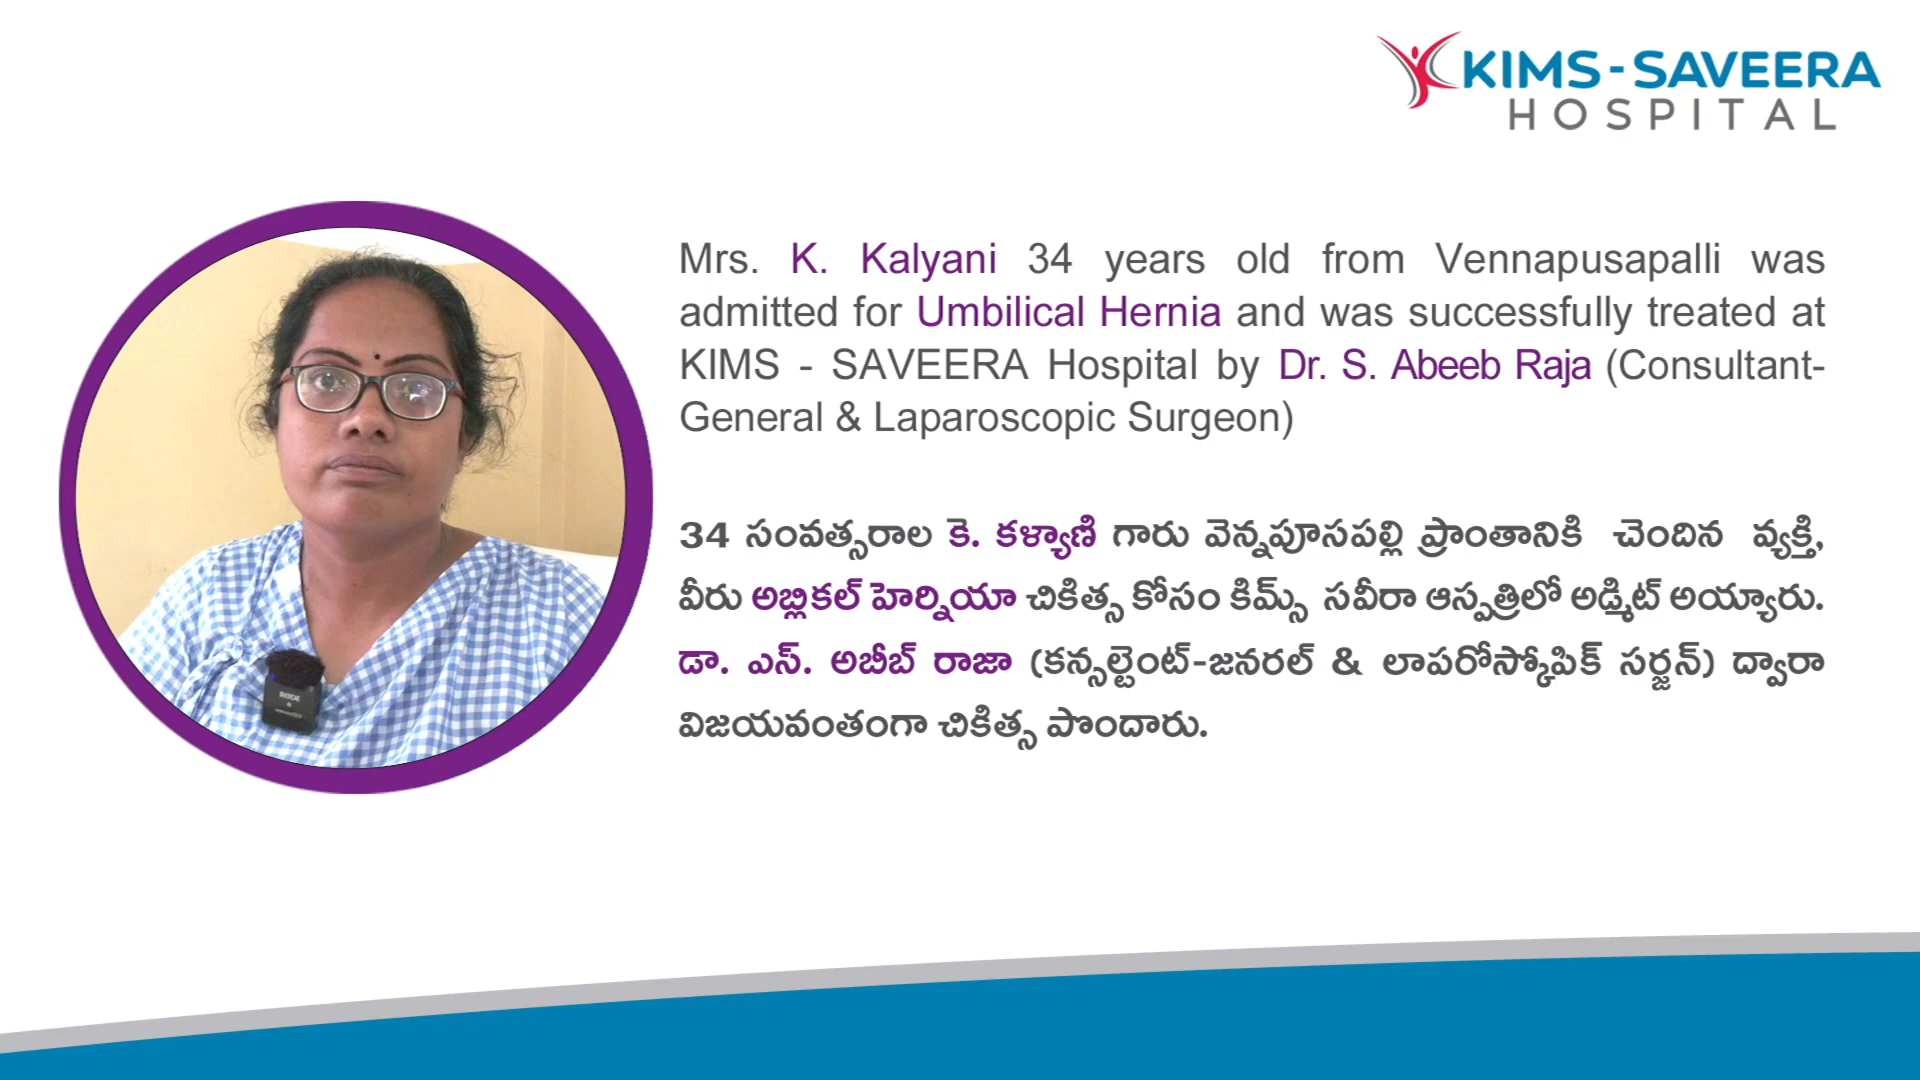 KIMS - SAVEERA
HOSPITAL
Mrs. K. Kalyani 34 years old from Vennapusapalli was
admitted for Umbilical Hernia and was successfully treated at
KIMS - SAVEERA Hospital by Dr. S. Abeeb Raja (Consultant-
General & Laparoscopic Surgeon)
34 సంవత్సరాల కె. కళ్యాణి గారు వెన్నపూసపల్లి ప్రాంతానికి చెందిన వ్యక్తి,
వీరు అబ్లికల్ హెర్నియా చికిత్స కోసం కిమ్స్ సవీరా ఆస్పత్రిలో అడ్మిట్ అయ్యారు.
డా. ఎస్. అబీబ్ రాజా (కన్సల్టెంట్-జనరల్ & లాపరోస్కోపిక్ సర్జన్) ద్వారా
విజయవంతంగా చికిత్స పొందారు.
RODE